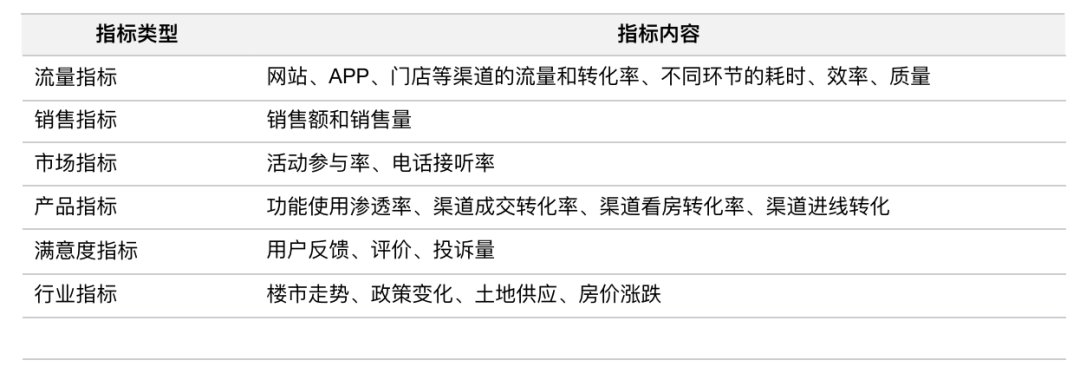 指标类型 指标内容
流量指标 网站、APP、门店等渠道的流量和转化率、不同环节的耗时、效率、质量
销售指标 销售额和销售量
市场指标 活动参与率、电话接听率
产品指标 功能使用渗透率、渠道成交转化率、渠道看房转化率、渠道进线转化
满意度指标 用户反馈、评价、投诉量
行业指标 楼市走势、政策变化、土地供应、房价涨跌